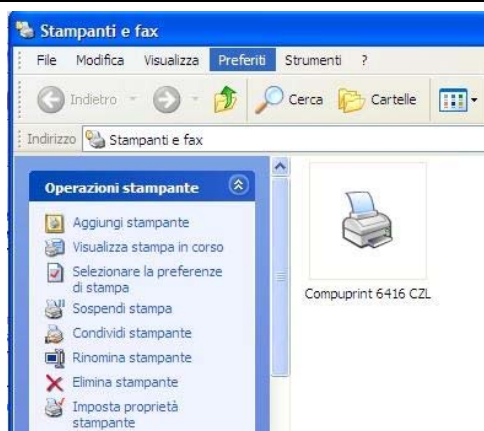 Stampanti e fax
File Modifica Visualizza Preferiti Strumenti ?
Indietro Cerca Cartelle
Indirizzo Stampanti e fax
Operazioni stampante
Aggiungi stampante
Visualizza stampa in corso
Selezionare la preferenze
di stampa
Sospendi stampa
Condividi stampante
Rinomina stampante
Elimina stampante
Imposta proprietà
stampante
Compuprint 6416 CZL